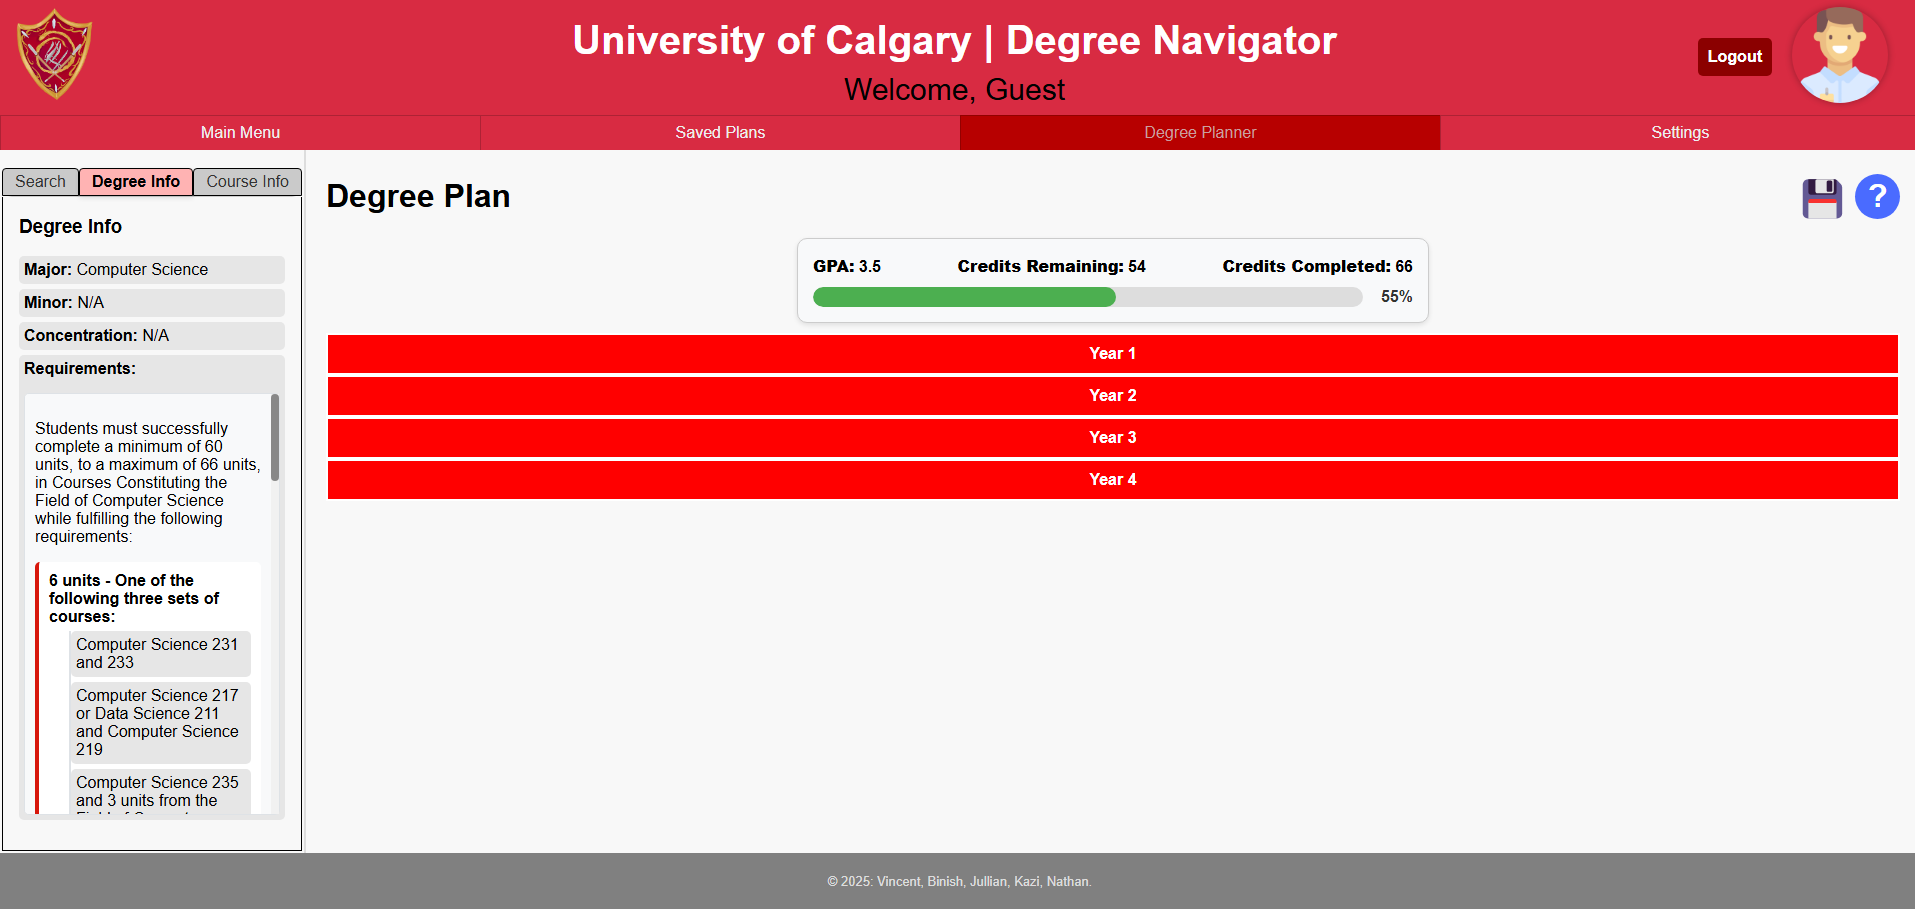 University of Calgary | Degree Navigator
Welcome, Guest
Logout
Main Menu
Saved Plans
Degree Planner
Settings
Search
Degree Info
Course Info
Degree Info
Major: Computer Science
Minor: N/A
Concentration: N/A
Requirements:
Students must successfully
complete a minimum of 60
units, to a maximum of 66 units,
in Courses Constituting the
Field of Computer Science
while fulfilling the following
requirements:
6 units - One of the
following three sets of
courses:
Computer Science 231
and 233
Computer Science 217
or Data Science 211
and Computer Science
219
Computer Science 235
and 3 units from the
Degree Plan
?
GPA: 3.5
Credits Remaining: 54
Credits Completed: 66
55%
Year 1
Year 2
Year 3
Year 4
© 2025: Vincent, Binish, Jullian, Kazi, Nathan.